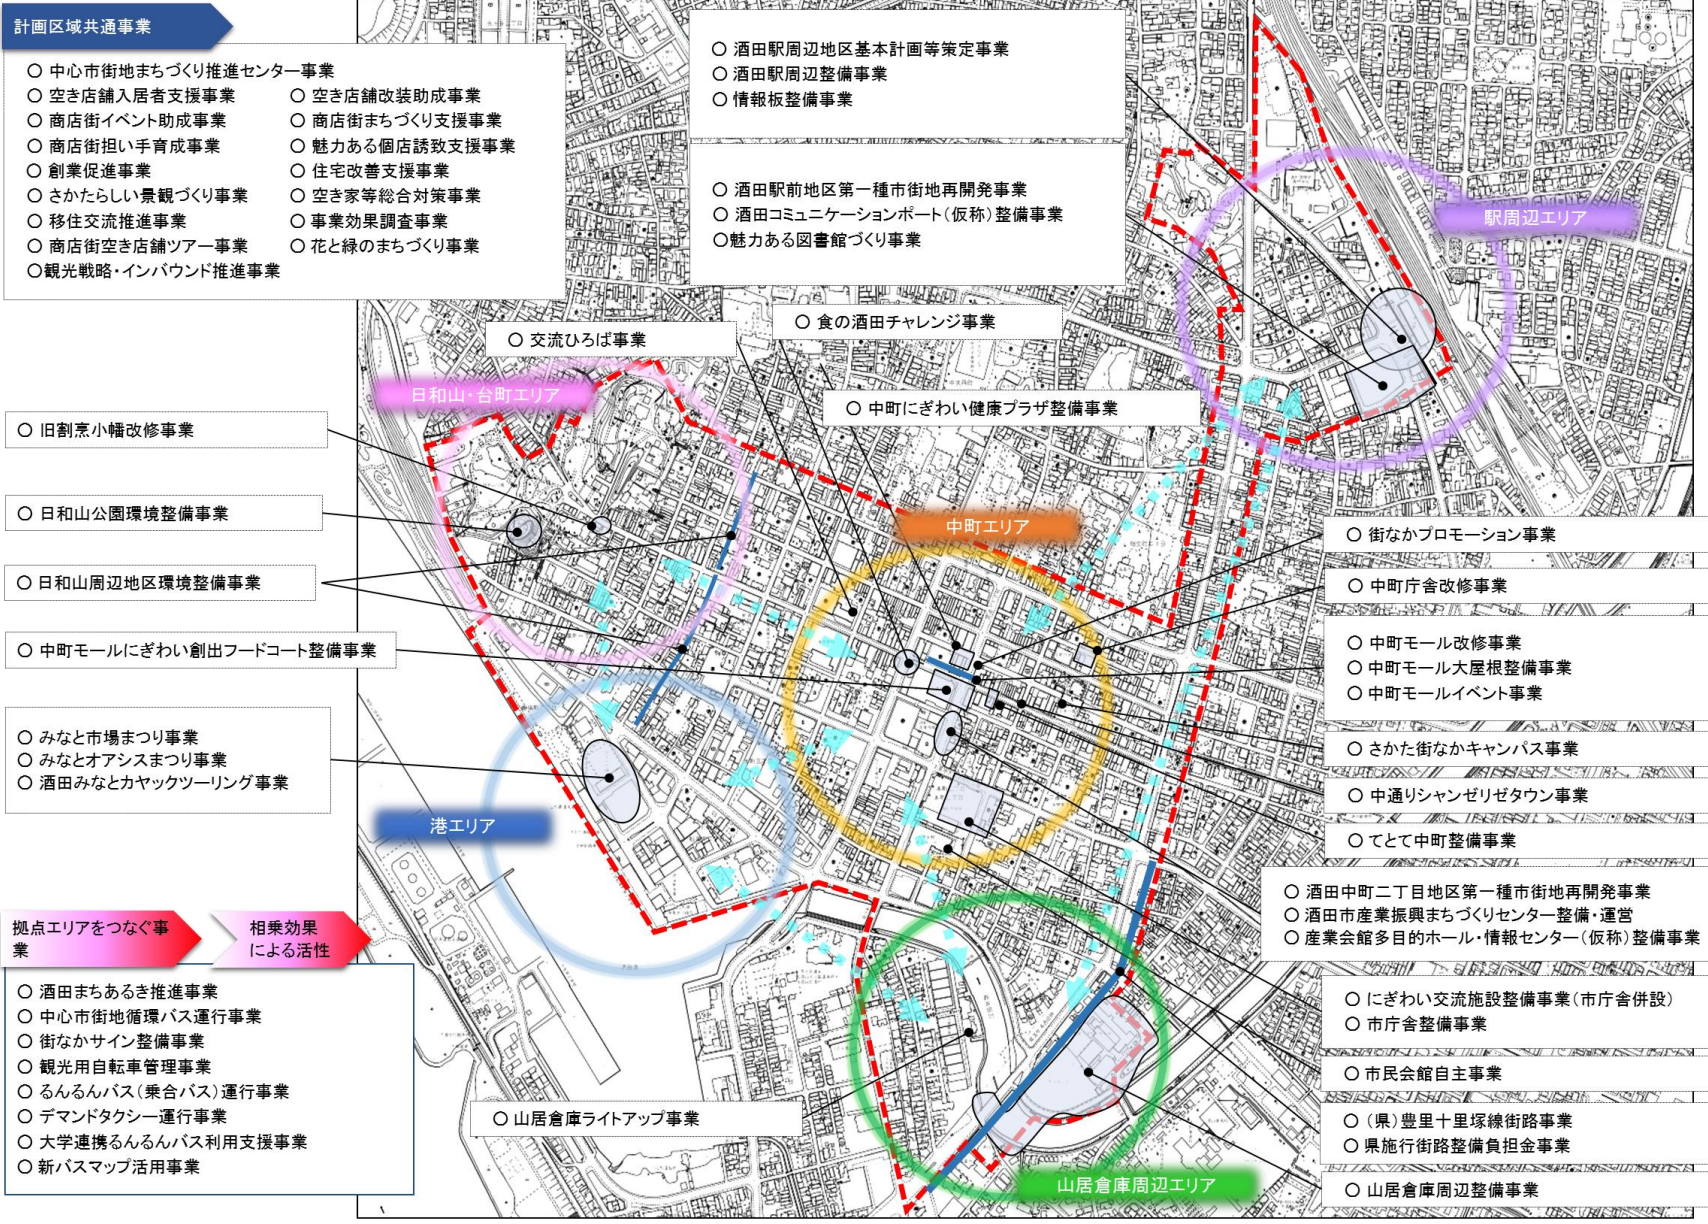 計画区域共通事業
○ 中心市街地まちづくり推進センター事業
○ 空き店舗入居者支援事業
○ 空き店舗改装助成事業
○ 商店街イベント助成事業
○ 商店街まちづくり支援事業
○ 商店街担い手育成事業
○ 魅力ある個店誘致支援事業
○ 創業促進事業
○ 住宅改善支援事業
○ さかたらしい景観づくり事業
○ 空き家等総合対策事業
○ 移住交流推進事業
○ 事業効果調査事業
○ 商店街空き店舗ツアー事業
○ 花と緑のまちづくり事業
○観光戦略・インバウンド推進事業
○ 酒田駅周辺地区基本計画等策定事業
○ 酒田駅周辺整備事業
○ 情報板整備事業
○ 酒田駅前地区第一種市街地再開発事業
○ 酒田コミュニケーションポート（仮称）整備事業
○魅力ある図書館づくり事業
駅周辺エリア
○ 食の酒田チャレンジ事業
○ 交流ひろば事業
日和山・台町エリア
○ 中町にぎわい健康プラザ整備事業
○ 旧割烹小幡改修事業
○ 日和山公園環境整備事業
中町エリア
○ 街なかプロモーション事業
○ 日和山周辺地区環境整備事業
○ 中町庁舎改修事業
○ 中町モールにぎわい創出フードコート整備事業
○ 中町モール改修事業
○ 中町モール大屋根整備事業
○ 中町モールイベント事業
○ みなと市場まつり事業
○ みなとオアシスまつり事業
○ 酒田みなとカヤックツーリング事業
○ さかた街なかキャンパス事業
○ 中通りシャンゼリゼタウン事業
港エリア
○ てとて中町整備事業
○ 酒田中町二丁目地区第一種市街地再開発事業
○ 酒田市産業振興まちづくりセンター整備・運営
○ 産業会館多目的ホール・情報センター（仮称）整備事業
拠点エリアをつなぐ事
業
相乗効果
による活性
○ 酒田まちあるき推進事業
○ 中心市街地循環バス運行事業
○ 街なかサイン整備事業
○ 観光用自転車管理事業
○ るんるんバス（乗合バス）運行事業
○ デマンドタクシー運行事業
○ 大学連携るんるんバス利用支援事業
○ 新バスマップ活用事業
○ にぎわい交流施設整備事業（市庁舎併設）
○ 市庁舎整備事業
○ 市民会館自主事業
○ 山居倉庫ライトアップ事業
○ （県）豊里十里塚線街路事業
○ 県施行街路整備負担金事業
山居倉庫周辺エリア
○ 山居倉庫周辺整備事業